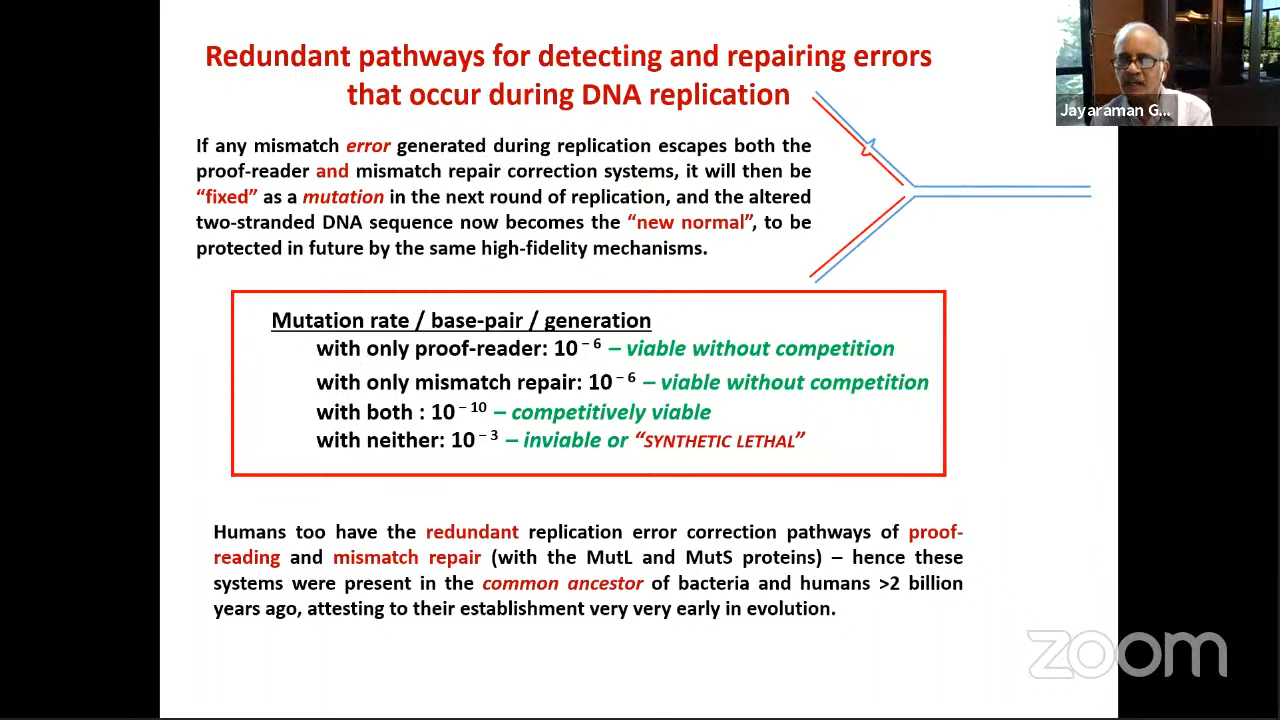 Redundant pathways for detecting and repairing errors
that occur during DNA replication
Jayaraman G...
If any mismatch error generated during replication escapes both the
proof-reader and mismatch repair correction systems, it will then be
“fixed” as a mutation in the next round of replication, and the altered
two-stranded DNA sequence now becomes the “new normal”, to be
protected in future by the same high-fidelity mechanisms.
Mutation rate / base-pair / generation
with only proof-reader: 10⁻⁶ – viable without competition
with only mismatch repair: 10⁻⁶ – viable without competition
with both : 10⁻¹⁰ – competitively viable
with neither: 10⁻³ – inviable or “SYNTHETIC LETHAL”
Humans too have the redundant replication error correction pathways of proof-
reading and mismatch repair (with the MutL and MutS proteins) – hence these
systems were present in the common ancestor of bacteria and humans >2 billion
years ago, attesting to their establishment very very early in evolution.
zoom